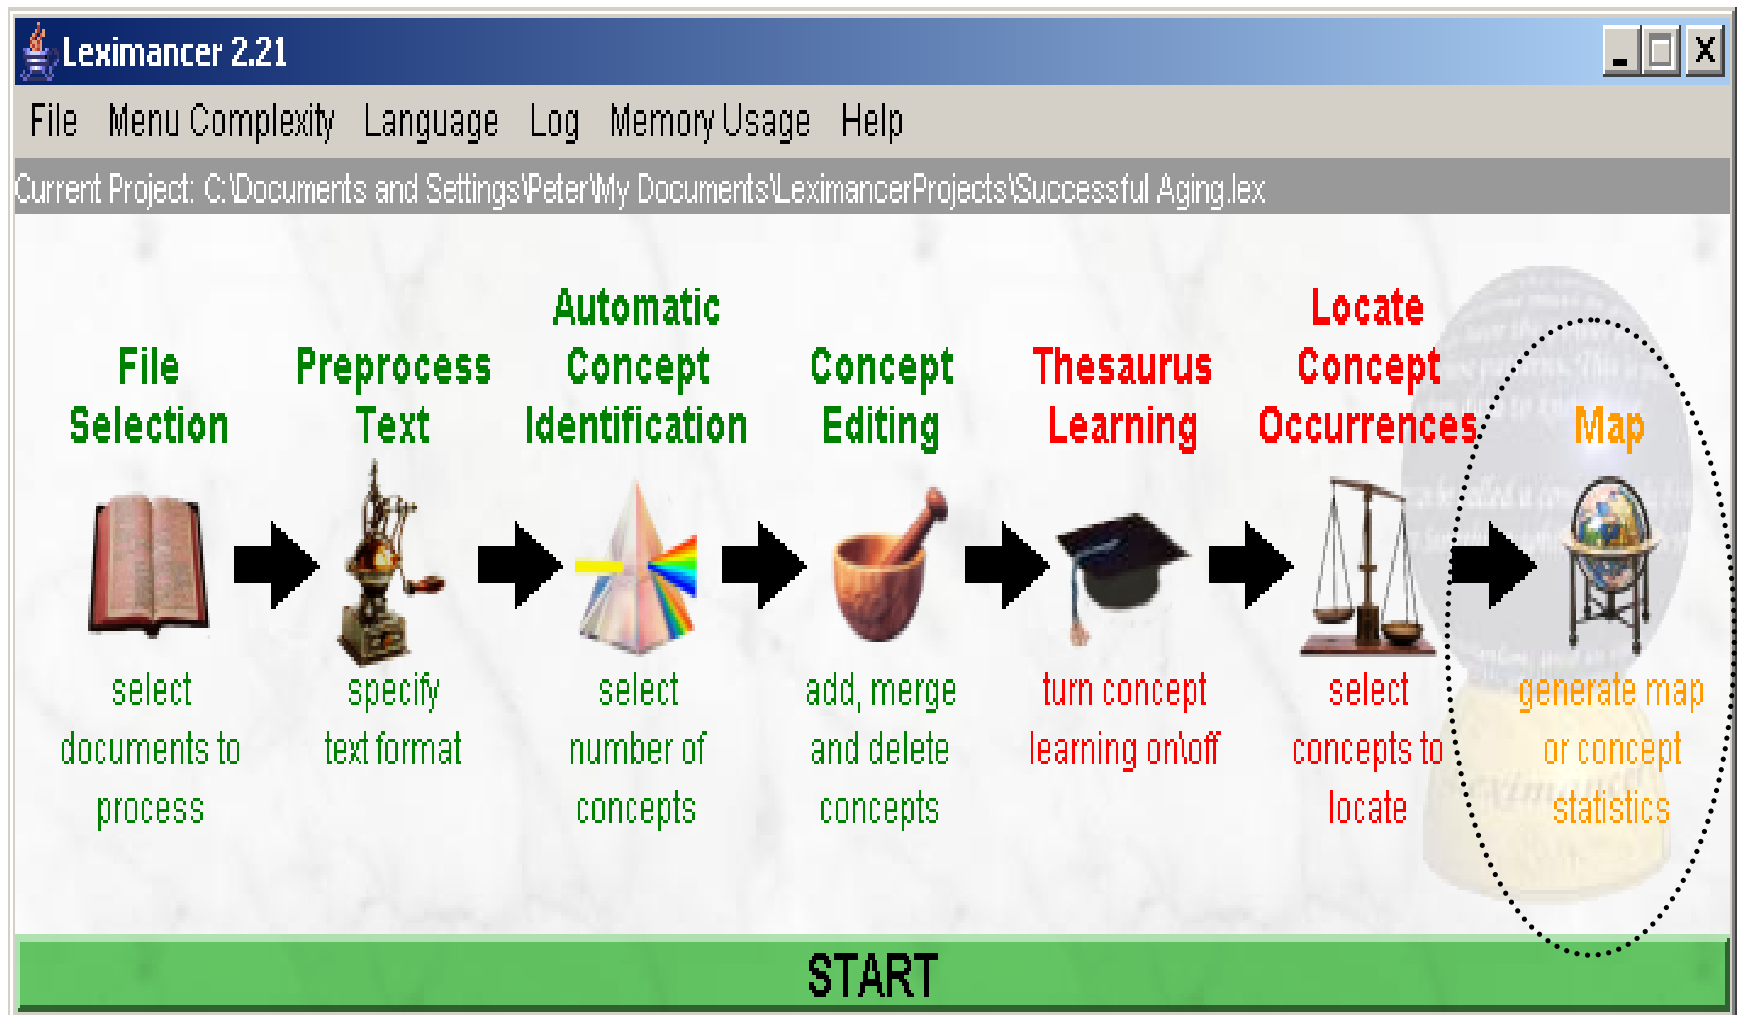 Leximancer 2.21
File Menu Complexity Language Log Memory Usage Help
Current Project: C:\Documents and Settings\Peter\My Documents\LeximancerProjects\Successful Aging.lex
File
Selection
select
documents to
process
Preprocess
Text
specify
text format
Automatic
Concept
Identification
select
number of
concepts
Concept
Editing
add, merge
and delete
concepts
Thesaurus
Learning
turn concept
learning on\off
Locate
Concept
Occurrences
select
concepts to
locate
Map
generate map
or concept
statistics
START